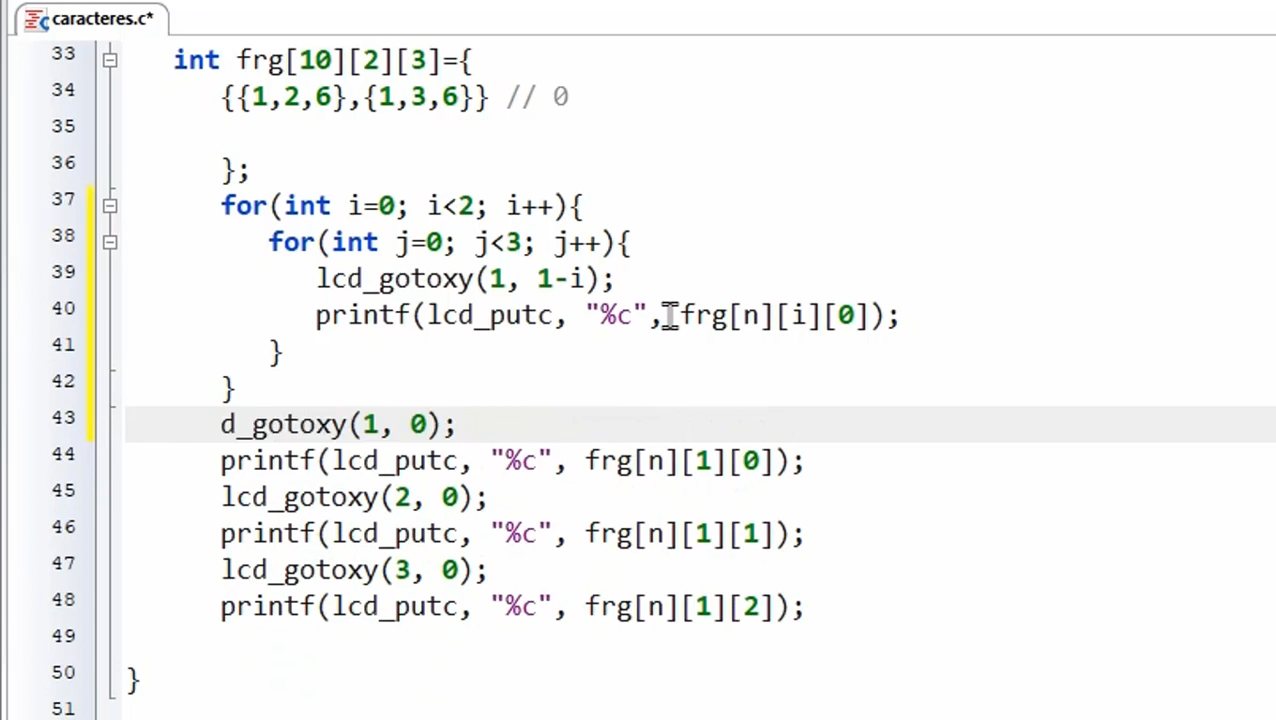 caracteres.c*
33 int frg[10][2][3]={
34 {{1,2,6},{1,3,6}} // 0
35
36 };
37 for(int i=0; i<2; i++){
38 for(int j=0; j<3; j++){
39 lcd_gotoxy(1, 1-i);
40 printf(lcd_putc, "%c", frg[n][i][0]);
41 }
42 }
43 d_gotoxy(1, 0);
44 printf(lcd_putc, "%c", frg[n][1][0]);
45 lcd_gotoxy(2, 0);
46 printf(lcd_putc, "%c", frg[n][1][1]);
47 lcd_gotoxy(3, 0);
48 printf(lcd_putc, "%c", frg[n][1][2]);
49
50 }
51